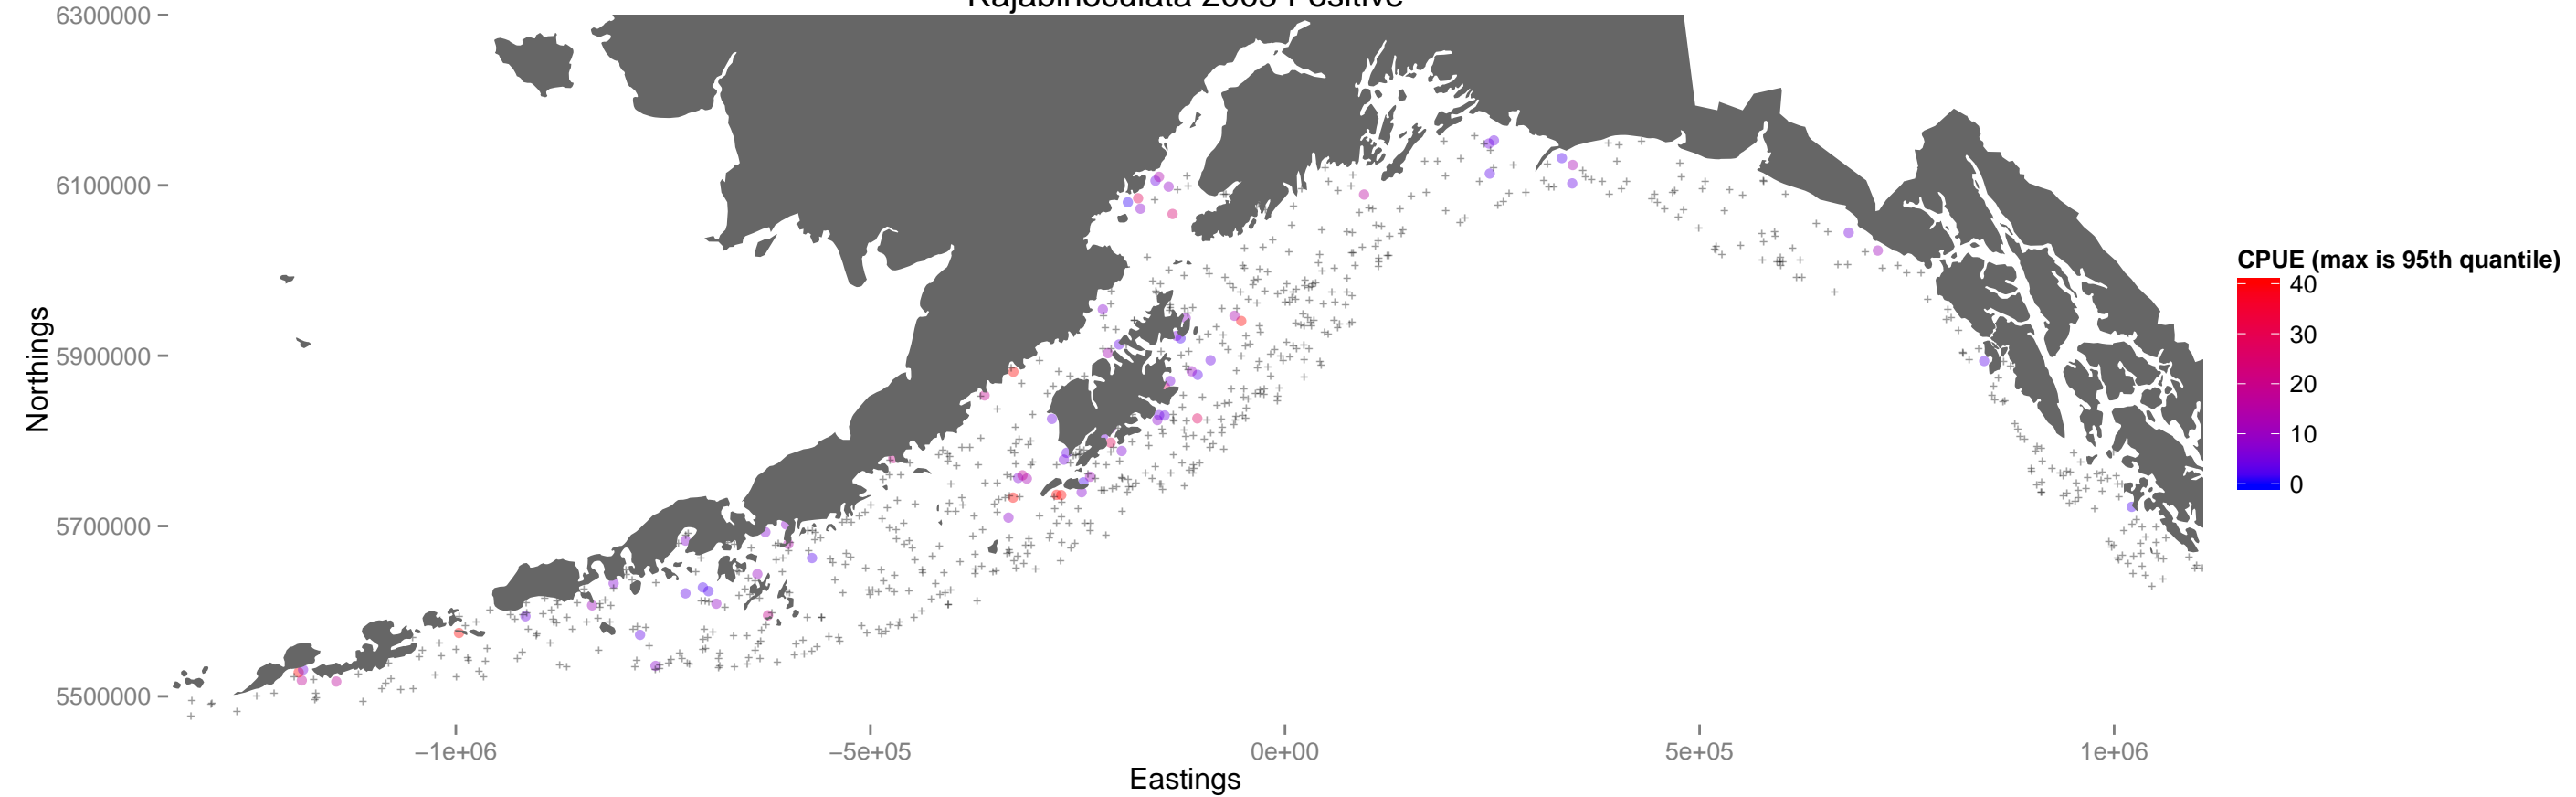 6300000
6100000
5900000
5700000
5500000
Northings
−1e+06
−5e+05
0e+00
5e+05
1e+06
Eastings
CPUE (max is 95th quantile)
40
30
20
10
0